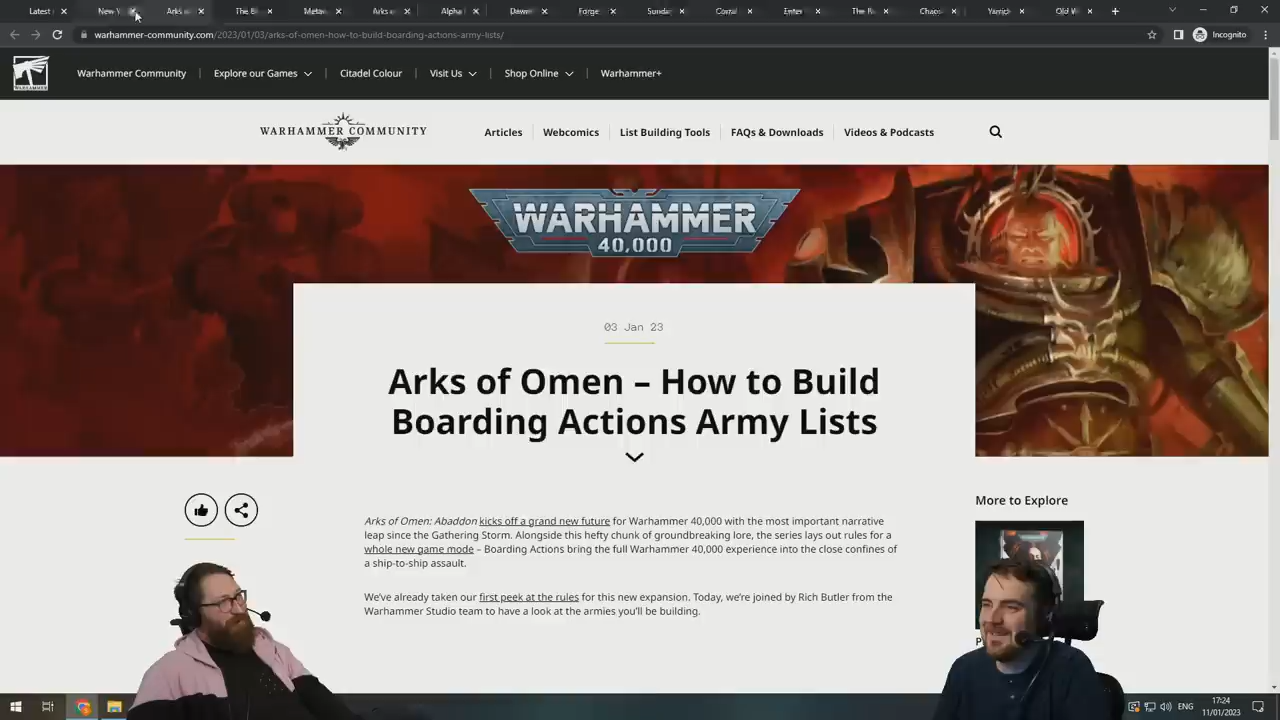 Latest
New
Arks
The E
Meta
A
Alpha
D
Th
A
The
Chao
The R
Chao
O
warhammer-community.com/2023/01/03/arks-of-omen-how-to-build-boarding-actions-army-lists/
Incognito
Warhammer Community
Explore our Games
Citadel Colour
Visit Us
Shop Online
Warhammer+
WARHAMMER
WARHAMMER COMMUNITY
Articles
Webcomics
List Building Tools
FAQs & Downloads
Videos & Podcasts
WARHAMMER
40,000
03 Jan 23
Arks of Omen – How to Build
Boarding Actions Army Lists
More to Explore
Arks of Omen: Abaddon kicks off a grand new future for Warhammer 40,000 with the most important narrative
leap since the Gathering Storm. Alongside this hefty chunk of groundbreaking lore, the series lays out rules for a
whole new game mode – Boarding Actions bring the full Warhammer 40,000 experience into the close confines of
a ship-to-ship assault.
We've already taken our first peek at the rules for this new expansion. Today, we're joined by Rich Butler from the
Warhammer Studio team to have a look at the armies you'll be building.
ENG
17:24
11/01/2023